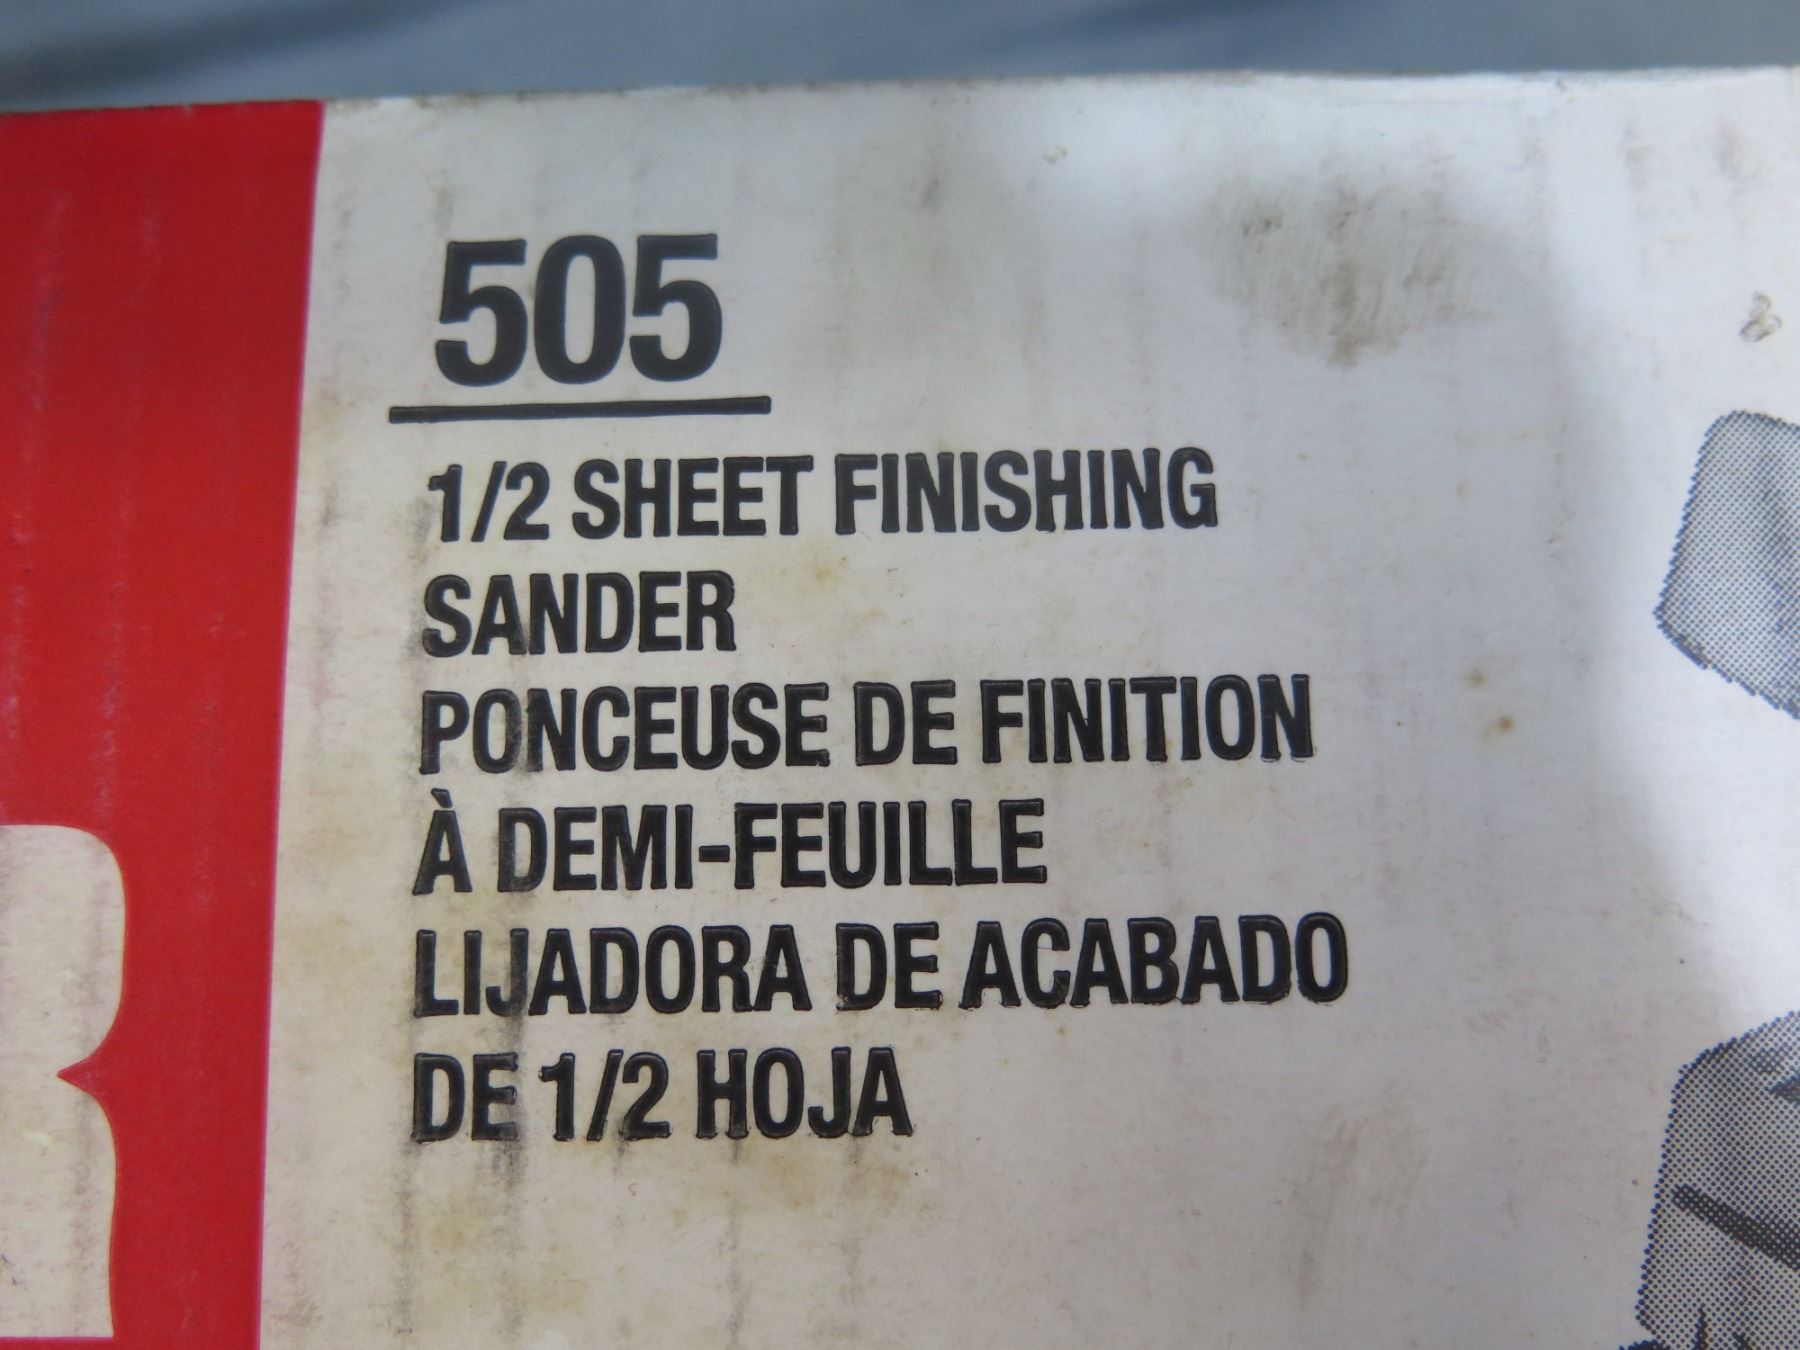 505
1/2 SHEET FINISHING
SANDER
PONCEUSE DE FINITION
À DEMI-FEUILLE
LIJADORA DE ACABADO
DE 1/2 HOJA